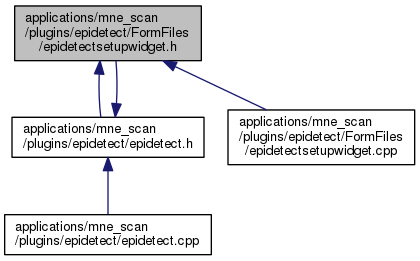 applications/mne_scan
/plugins/epidetect/FormFiles
/epidetectsetupwidget.h
applications/mne_scan
/plugins/epidetect/epidetect.h
applications/mne_scan
/plugins/epidetect/FormFiles
/epidetectsetupwidget.cpp
applications/mne_scan
/plugins/epidetect/epidetect.cpp